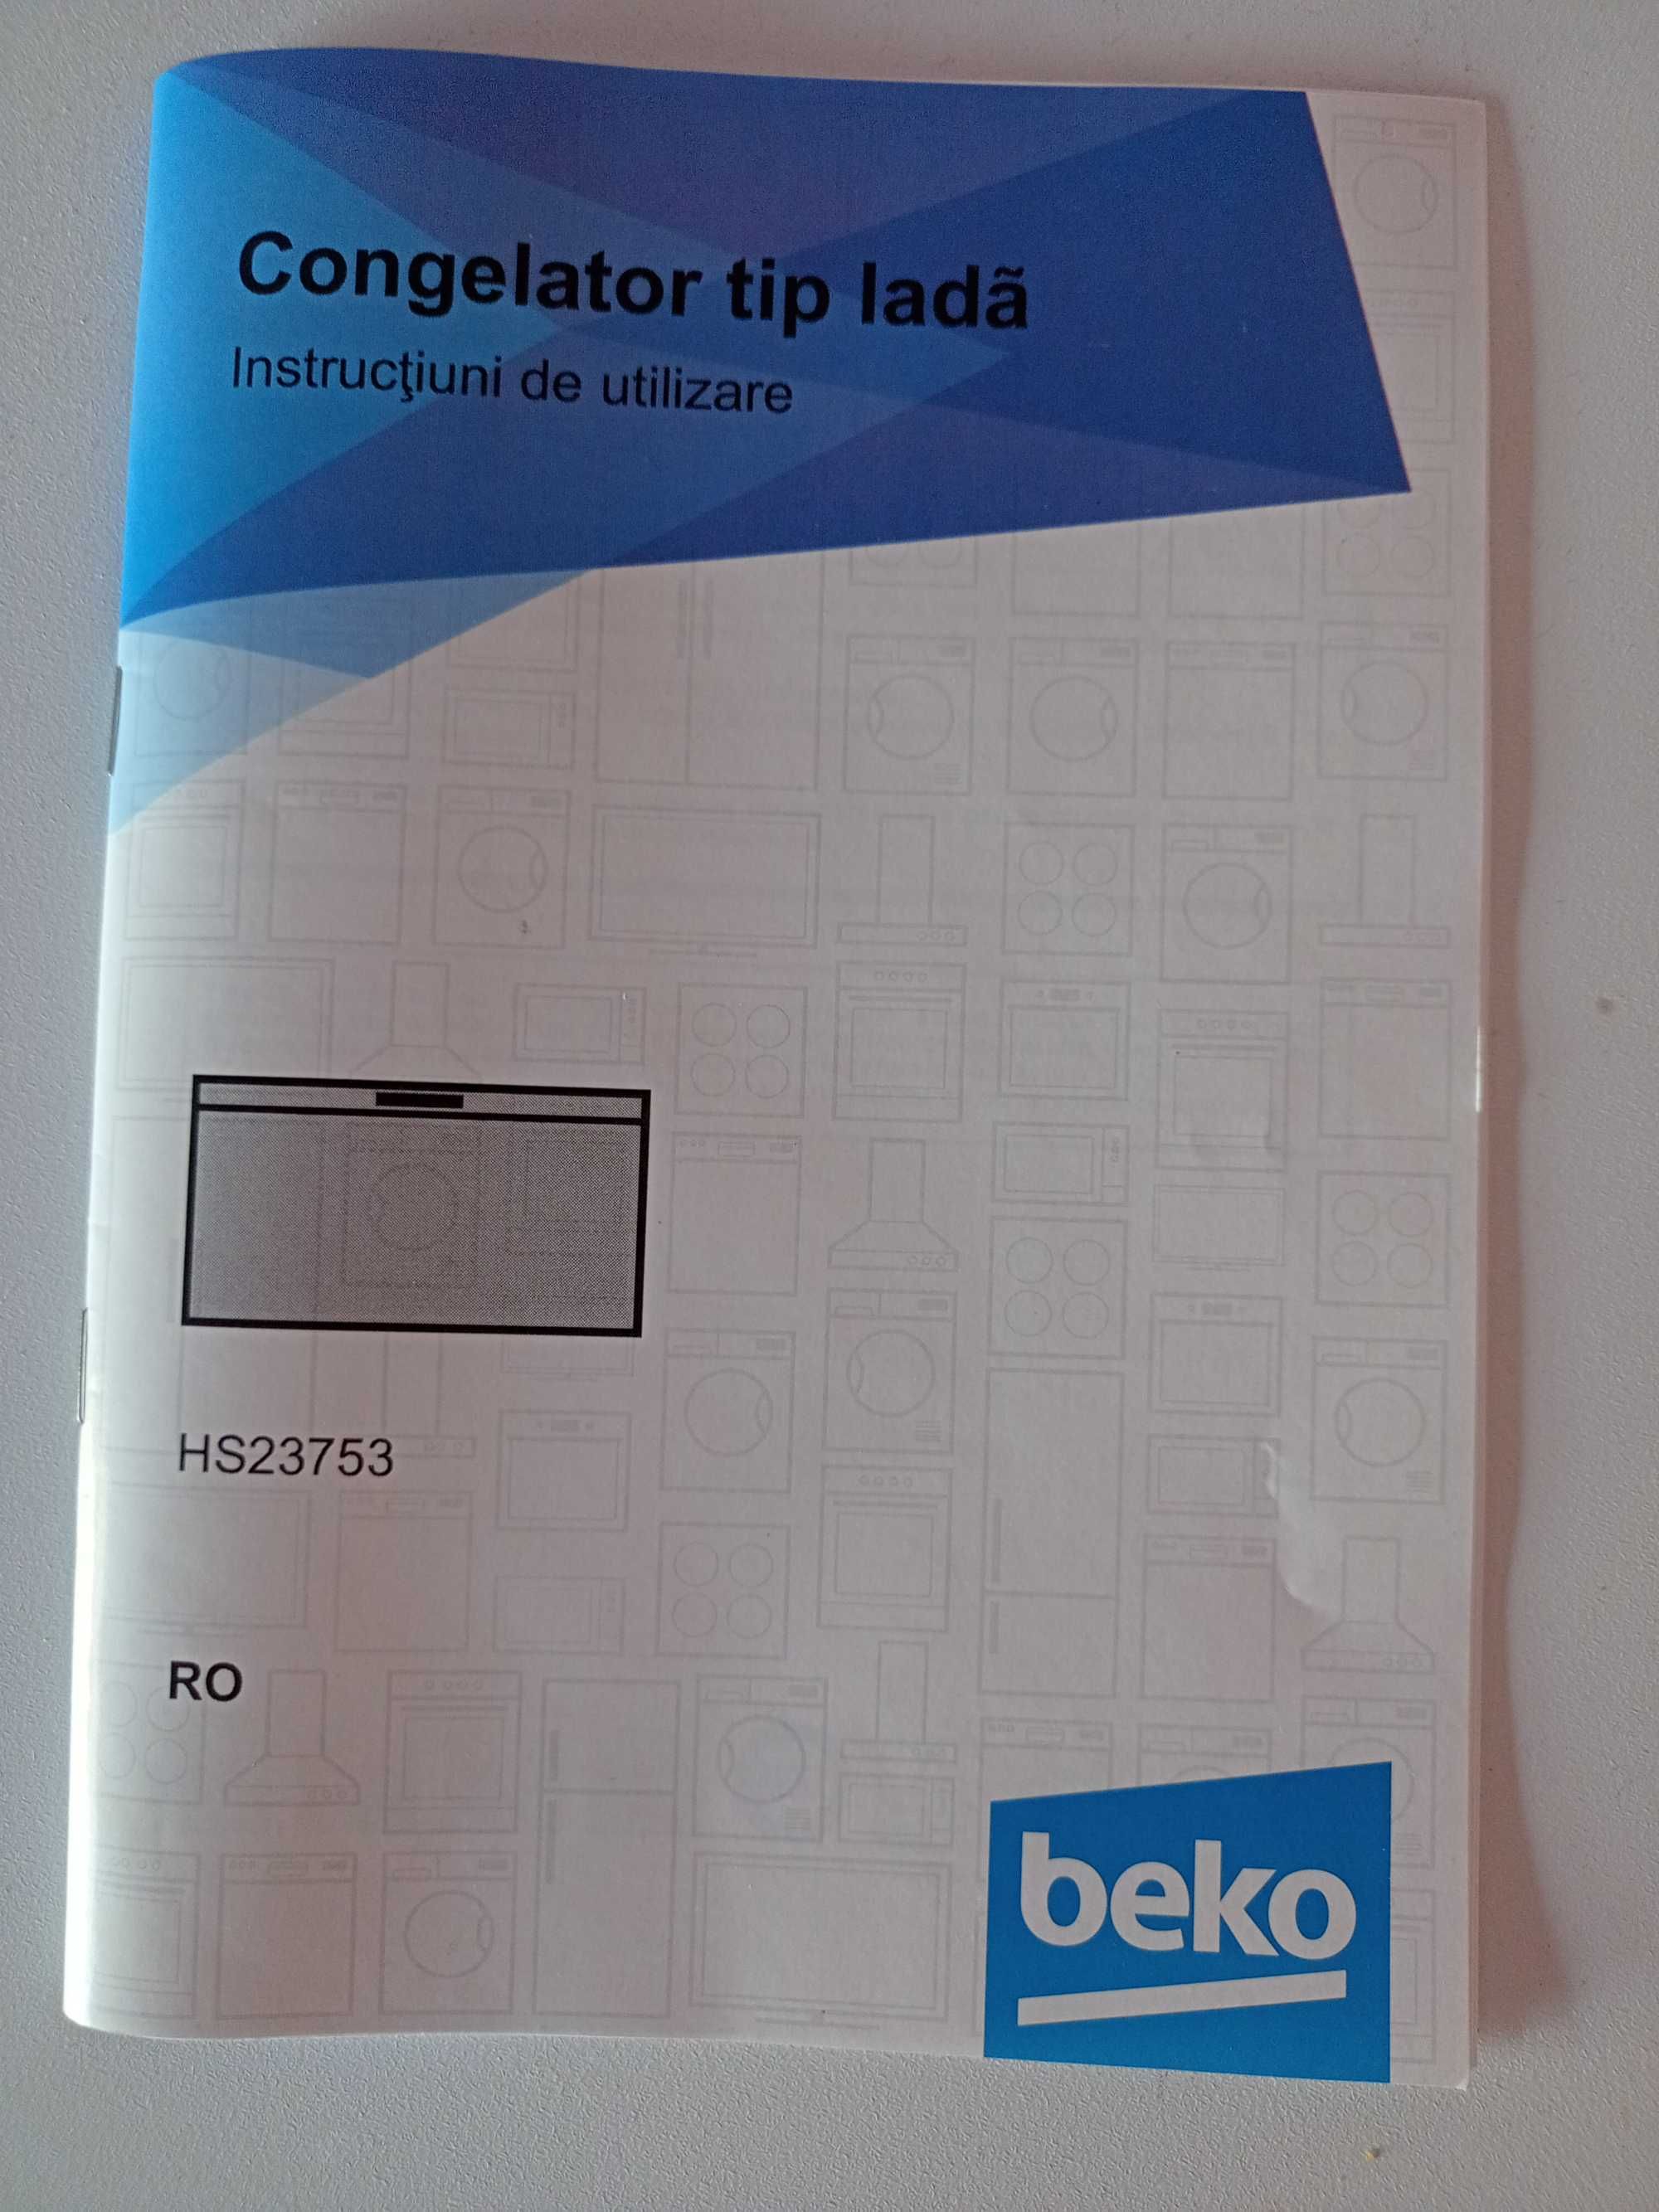 Congelator tip ladã
Instrucţiuni de utilizare
HS23753
RO
beko